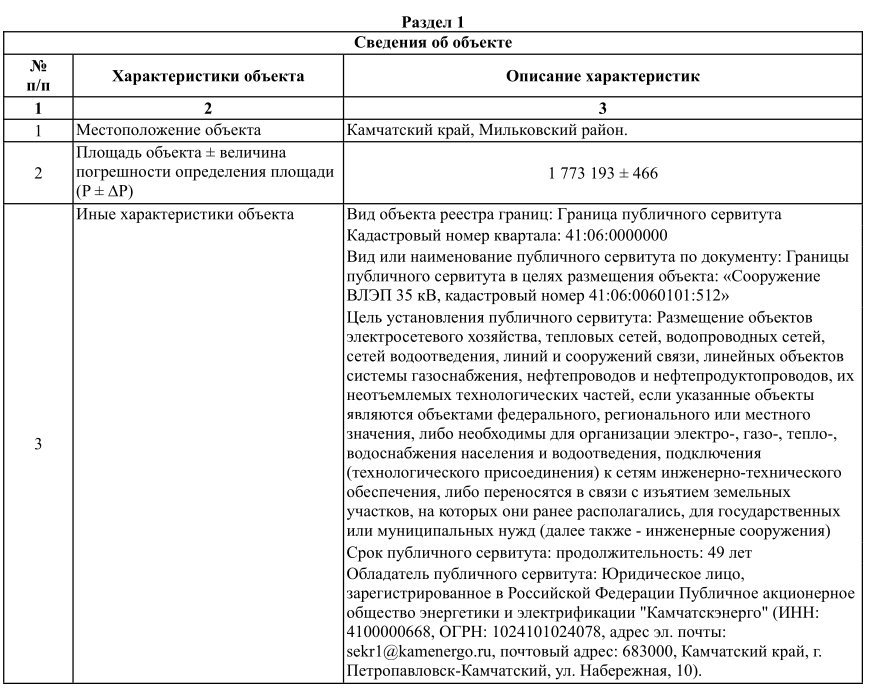 Раздел 1
Сведения об объекте
№
п/п
Характеристики объекта
Описание характеристик
1
2
3
1
Местоположение объекта
Камчатский край, Мильковский район.
2
Площадь объекта ± величина
погрешности определения площади
(P ± ∆P)
1 773 193 ± 466
3
Иные характеристики объекта
Вид объекта реестра границ: Граница публичного сервитута
Кадастровый номер квартала: 41:06:0000000
Вид или наименование публичного сервитута по документу: Границы
публичного сервитута в целях размещения объекта: «Сооружение
ВЛЭП 35 кВ, кадастровый номер 41:06:0060101:512»
Цель установления публичного сервитута: Размещение объектов
электросетевого хозяйства, тепловых сетей, водопроводных сетей,
сетей водоотведения, линий и сооружений связи, линейных объектов
системы газоснабжения, нефтепроводов и нефтепродуктопроводов, их
неотъемлемых технологических частей, если указанные объекты
являются объектами федерального, регионального или местного
значения, либо необходимы для организации электро-, газо-, тепло-,
водоснабжения населения и водоотведения, подключения
(технологического присоединения) к сетям инженерно-технического
обеспечения, либо переносятся в связи с изъятием земельных
участков, на которых они ранее располагались, для государственных
или муниципальных нужд (далее также - инженерные сооружения)
Срок публичного сервитута: продолжительность: 49 лет
Обладатель публичного сервитута: Юридическое лицо,
зарегистрированное в Российской Федерации Публичное акционерное
общество энергетики и электрификации "Камчатскэнерго" (ИНН:
4100000668, ОГРН: 1024101024078, адрес эл. почты:
sekr1@kamenergo.ru, почтовый адрес: 683000, Камчатский край, г.
Петропавловск-Камчатский, ул. Набережная, 10).